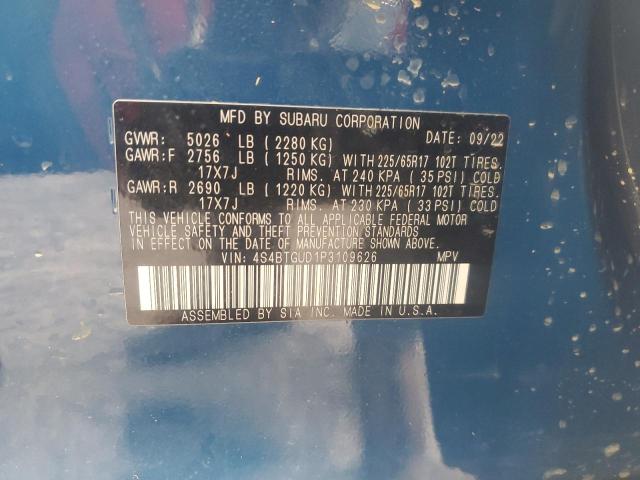 MFD BY SUBARU CORPORATION
GVWR: 5026 LB ( 2280 KG) DATE: 09/22
GAWR:F 2756 LB ( 1250 KG) WITH 225/65R17 102T TIRES.
17X7J RIMS. AT 240 KPA ( 35 PSI) COLD
GAWR:R 2690 LB ( 1220 KG) WITH 225/65R17 102T TIRES.
17X7J RIMS. AT 230 KPA ( 33 PSI) COLD
THIS VEHICLE CONFORMS TO ALL APPLICABLE FEDERAL MOTOR
VEHICLE SAFETY AND THEFT PREVENTION STANDARDS IN
EFFECT ON THE DATE OF MANUFACTURE SHOWN ABOVE.
VIN: 4S4BTGUD1P3109626 MPV
ASSEMBLED BY SIA INC. MADE IN U.S.A.